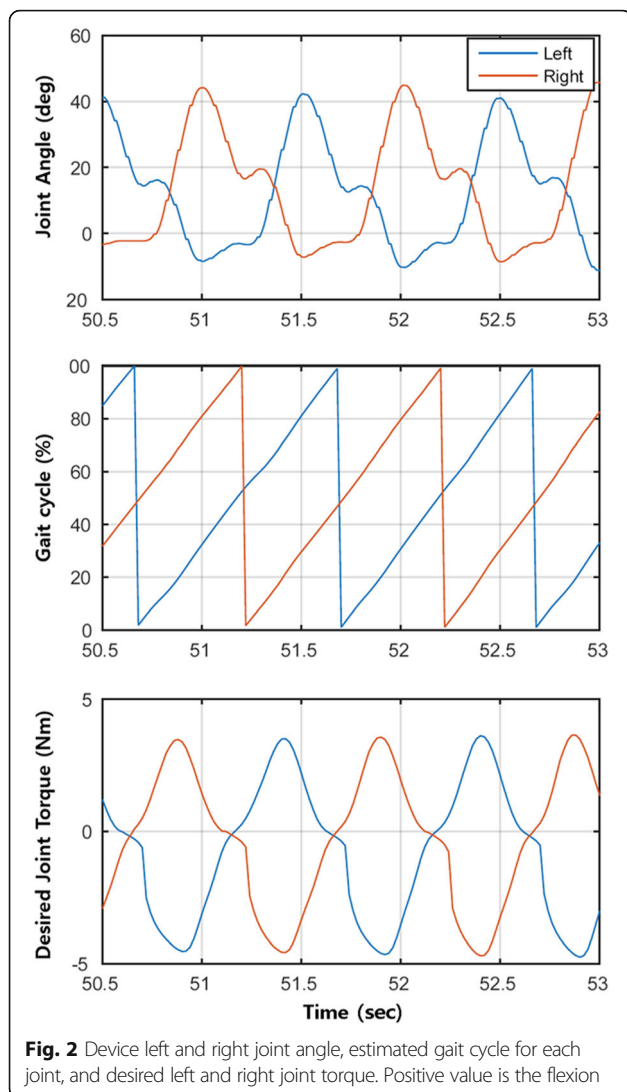 60
40
20
0
20
Joint Angle (deg)
Left
Right
50.5 51 51.5 52 52.5 53
00
80
60
40
20
0
Gait cycle (%)
50.5 51 51.5 52 52.5 53
5
0
-5
Desired Joint Torque (Nm)
50.5 51 51.5 52 52.5 53
Time (sec)
Fig. 2 Device left and right joint angle, estimated gait cycle for each
joint, and desired left and right joint torque. Positive value is the flexion